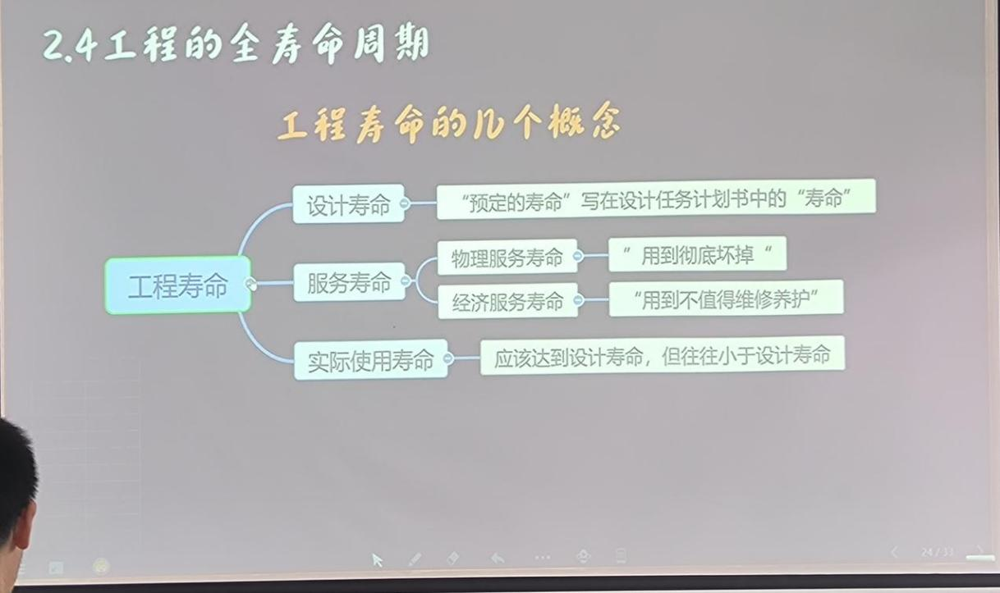 2.4工程的全寿命周期
工程寿命的几个概念
工程寿命
设计寿命
“预定的寿命”写在设计任务计划书中的“寿命”
服务寿命
物理服务寿命
”用到彻底坏掉“
经济服务寿命
“用到不值得维修养护”
实际使用寿命
应该达到设计寿命，但往往小于设计寿命
24/33